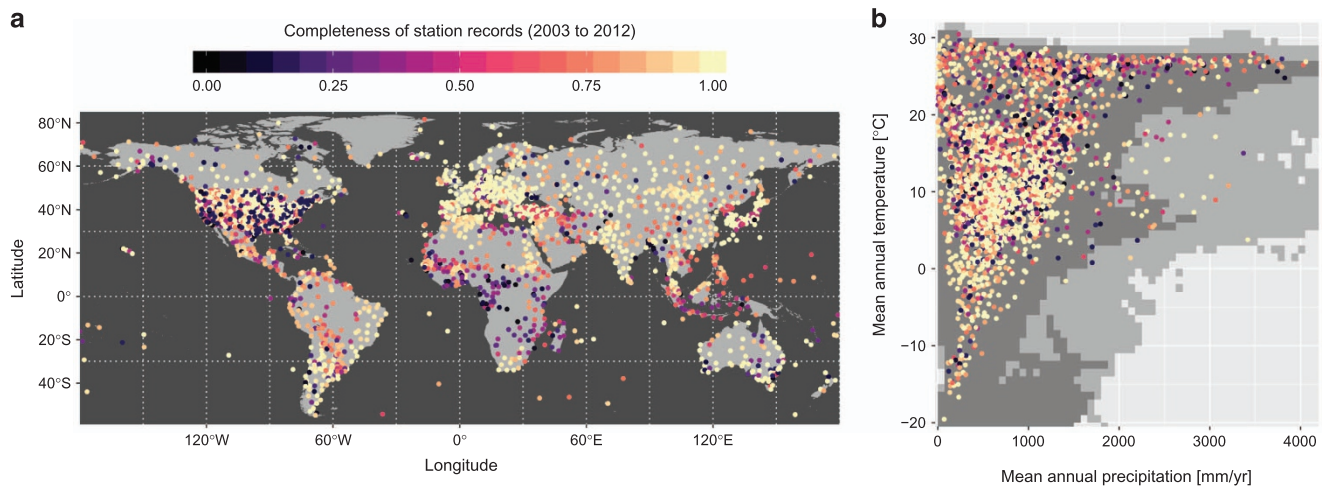 a
Completeness of station records (2003 to 2012)
0.00 0.25 0.50 0.75 1.00
80°N
60°N
40°N
20°N
0°
20°S
40°S
Latitude
120°W 60°W 0° 60°E 120°E
Longitude
b
30
20
10
0
−10
−20
Mean annual temperature [°C]
0 1000 2000 3000 4000
Mean annual precipitation [mm/yr]